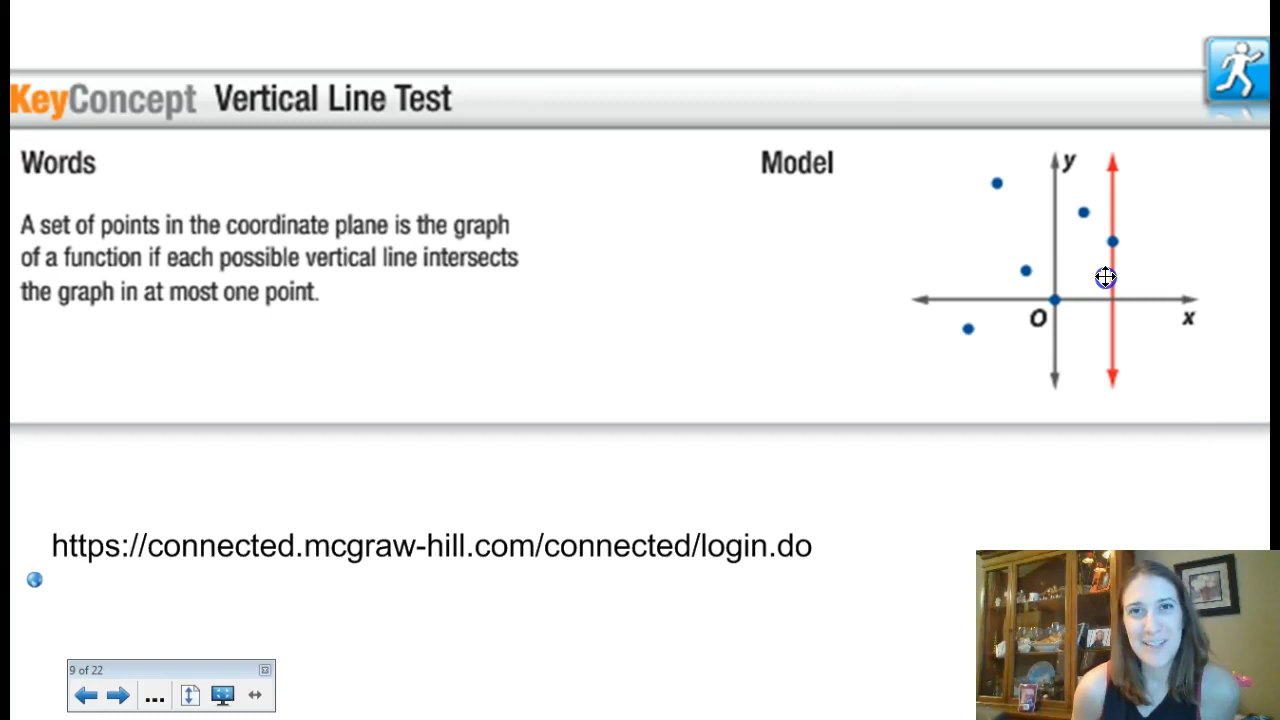 KeyConcept Vertical Line Test
Words
Model
A set of points in the coordinate plane is the graph
of a function if each possible vertical line intersects
the graph in at most one point.
y
O
x
https://connected.mcgraw-hill.com/connected/login.do
9 of 22
...